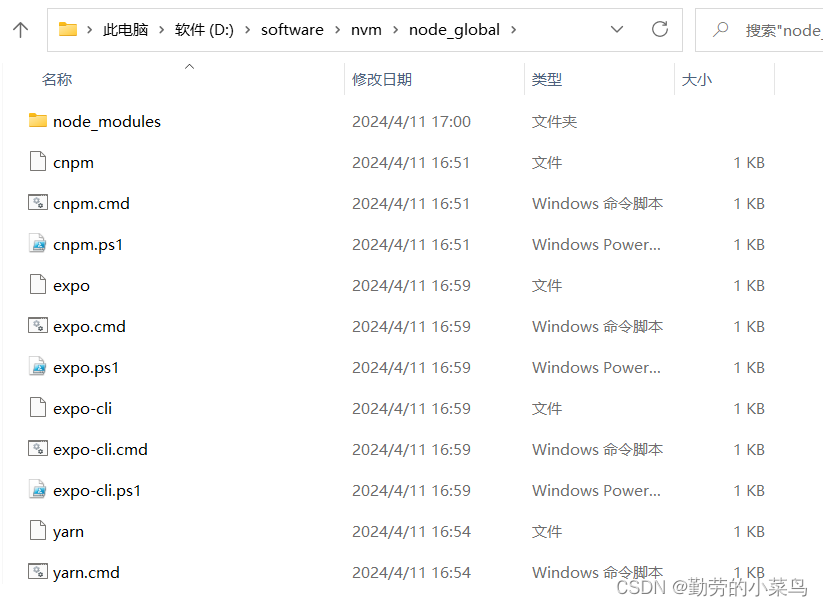 此电脑 软件 (D:) software nvm node_global 搜索"node_
名称 修改日期 类型 大小
node_modules 2024/4/11 17:00 文件夹
cnpm 2024/4/11 16:51 文件 1 KB
cnpm.cmd 2024/4/11 16:51 Windows 命令脚本 1 KB
cnpm.ps1 2024/4/11 16:51 Windows Power... 1 KB
expo 2024/4/11 16:59 文件 1 KB
expo.cmd 2024/4/11 16:59 Windows 命令脚本 1 KB
expo.ps1 2024/4/11 16:59 Windows Power... 1 KB
expo-cli 2024/4/11 16:59 文件 1 KB
expo-cli.cmd 2024/4/11 16:59 Windows 命令脚本 1 KB
expo-cli.ps1 2024/4/11 16:59 Windows Power... 1 KB
yarn 2024/4/11 16:54 文件 1 KB
yarn.cmd 2024/4/11 16:54 Windows 命令脚本 1 KB
CSDN @勤劳的小菜鸟